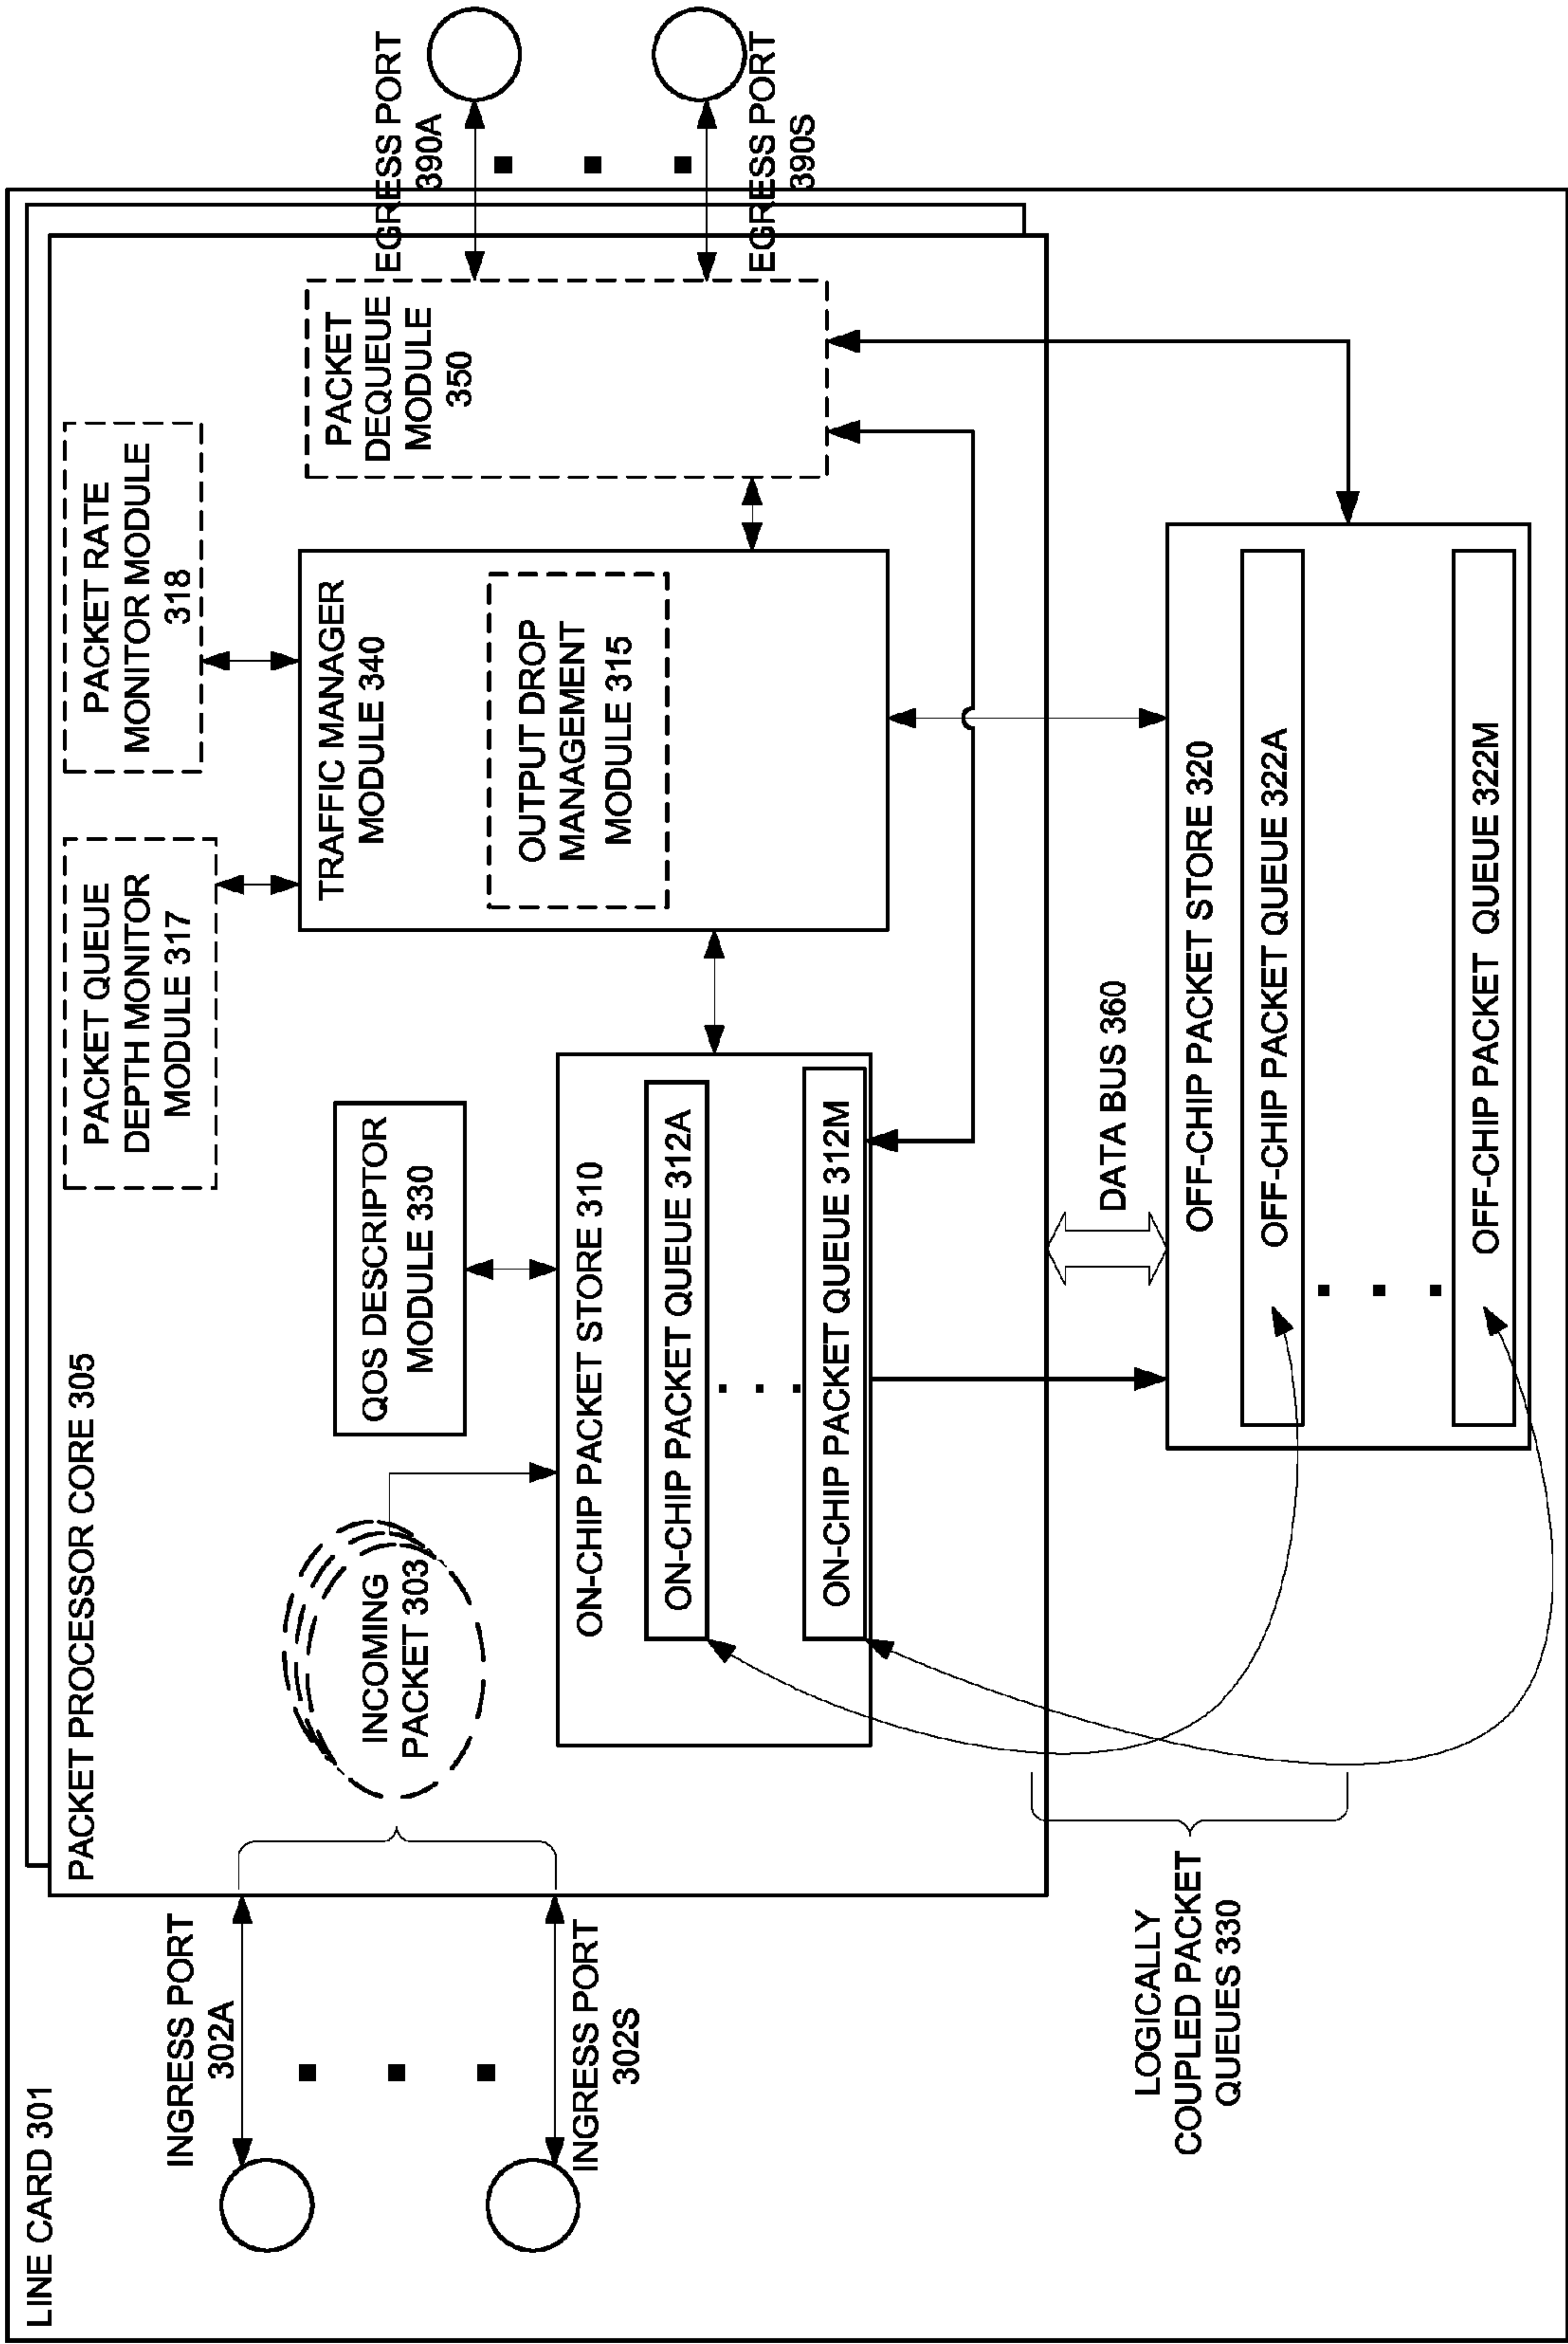 LINE CARD 301
PACKET PROCESSOR CORE 305
PACKET QUEUE
DEPTH MONITOR
MODULE 317
PACKET RATE
MONITOR MODULE
318
INGRESS PORT
302A
INGRESS PORT
302S
INCOMING
PACKET 303
QOS DESCRIPTOR
MODULE 330
TRAFFIC MANAGER
MODULE 340
OUTPUT DROP
MANAGEMENT
MODULE 315
PACKET
DEQUEUE
MODULE
350
EGRESS PORT
390A
EGRESS PORT
390S
ON-CHIP PACKET STORE 310
ON-CHIP PACKET QUEUE 312A
ON-CHIP PACKET QUEUE 312M
DATA BUS 360
LOGICALLY
COUPLED PACKET
QUEUES 330
OFF-CHIP PACKET STORE 320
OFF-CHIP PACKET QUEUE 322A
OFF-CHIP PACKET QUEUE 322M